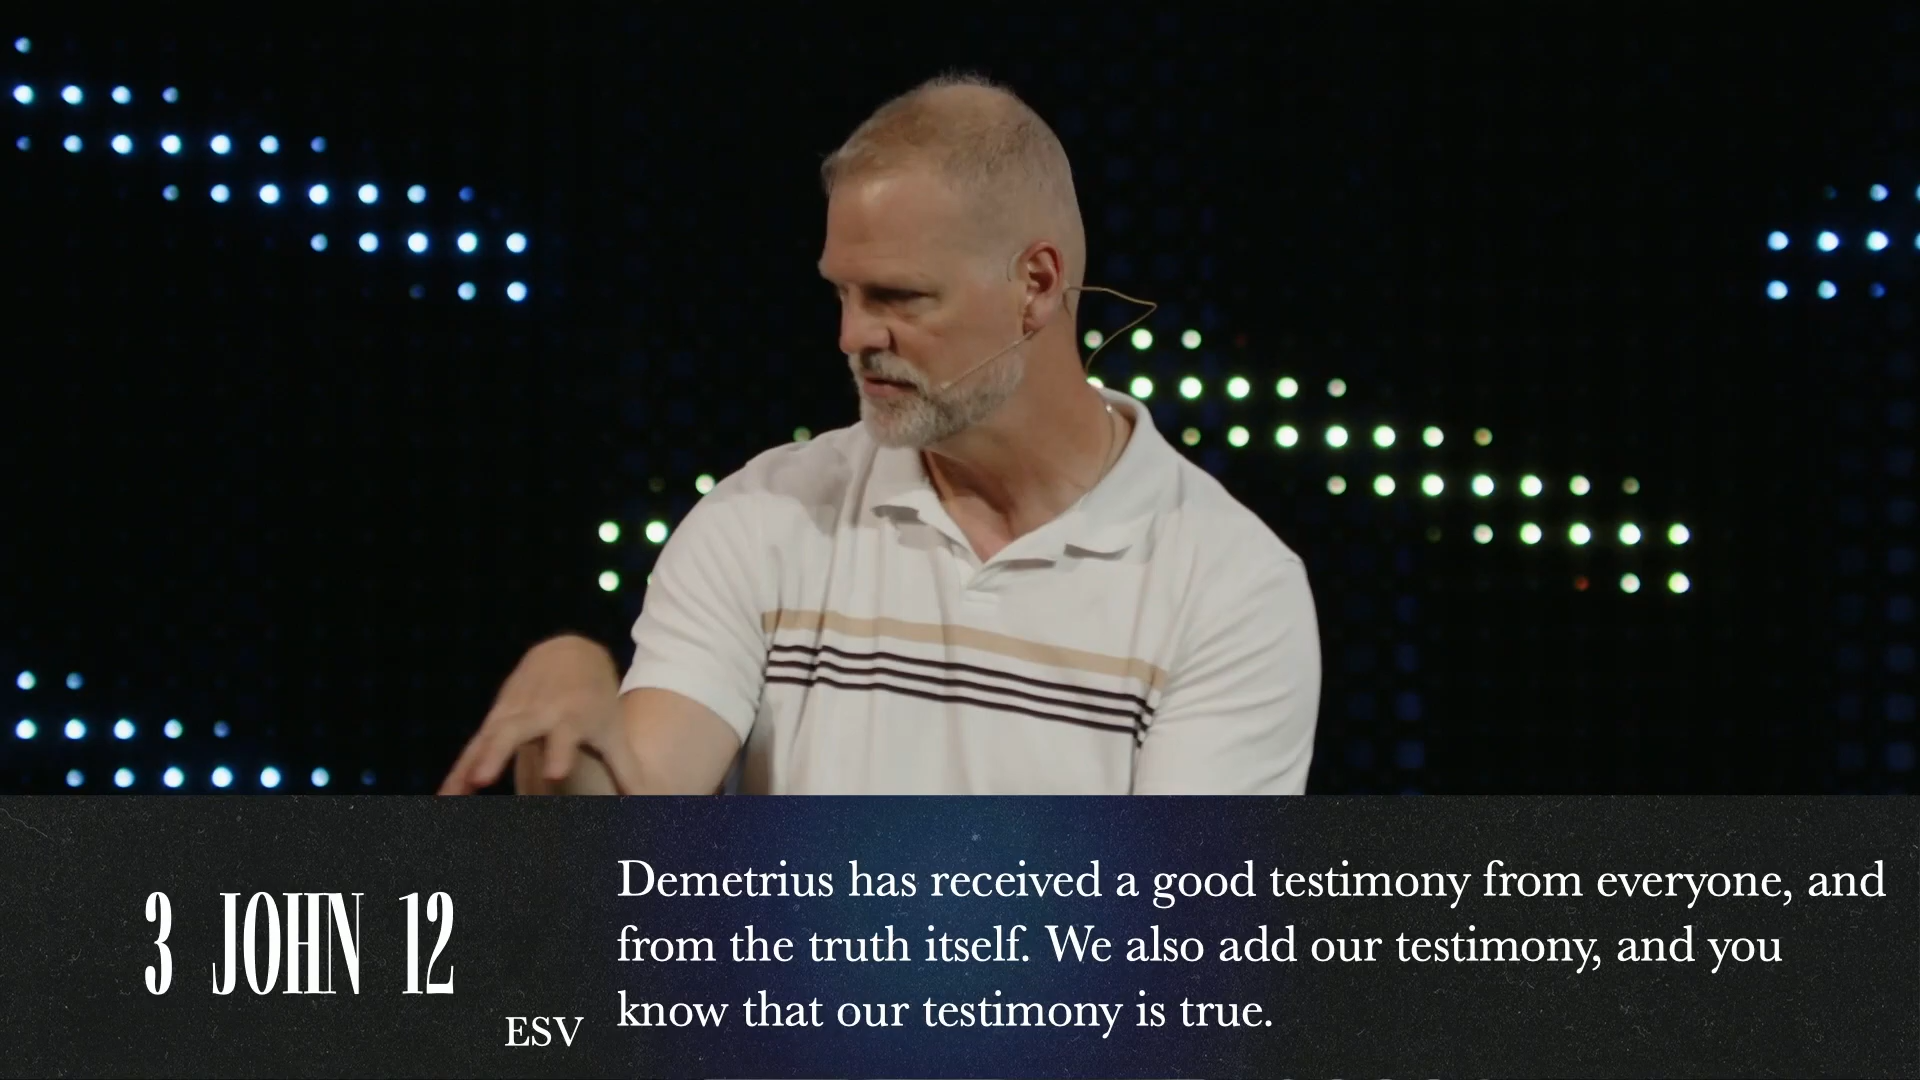 3 JOHN 12
ESV
Demetrius has received a good testimony from everyone, and
from the truth itself. We also add our testimony, and you
know that our testimony is true.